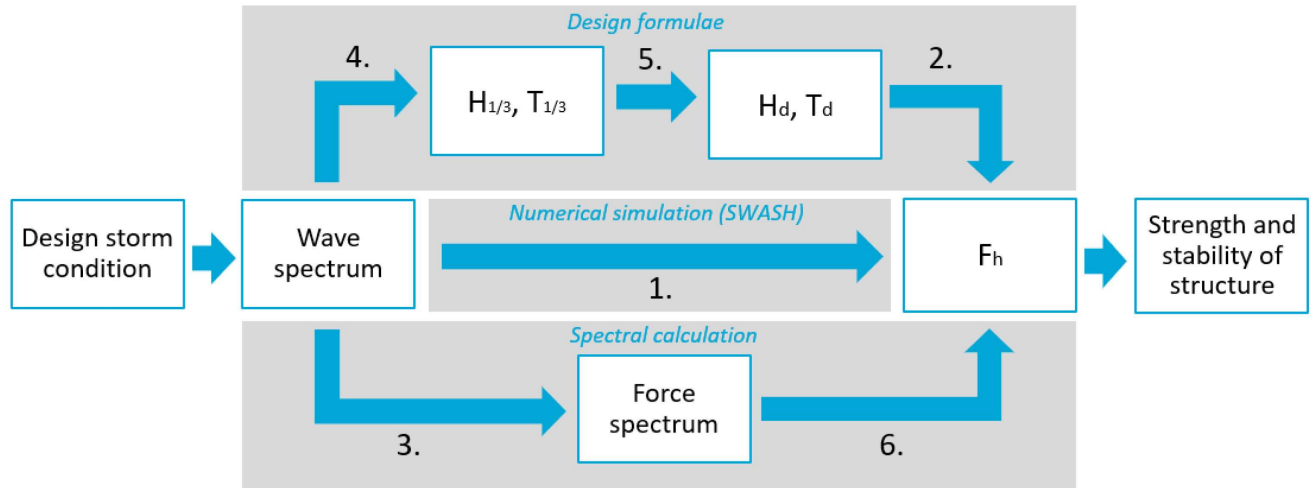 Design formulae
4.
5.
2.
H1/3, T1/3
Hd, Td
Numerical simulation (SWASH)
Design storm
condition
Wave
spectrum
1.
Fh
Strength and
stability of
structure
Spectral calculation
Force
spectrum
3.
6.